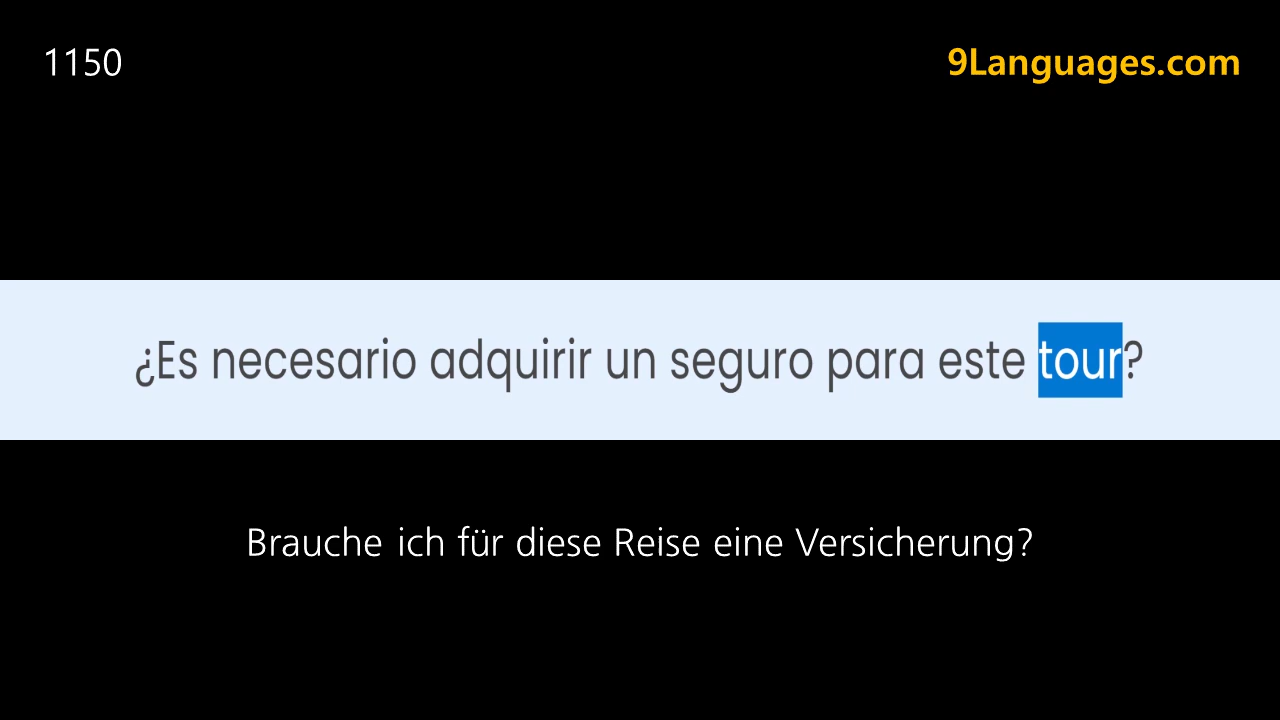 1150
9Languages.com
¿Es necesario adquirir un seguro para este tour?
Brauche ich für diese Reise eine Versicherung?